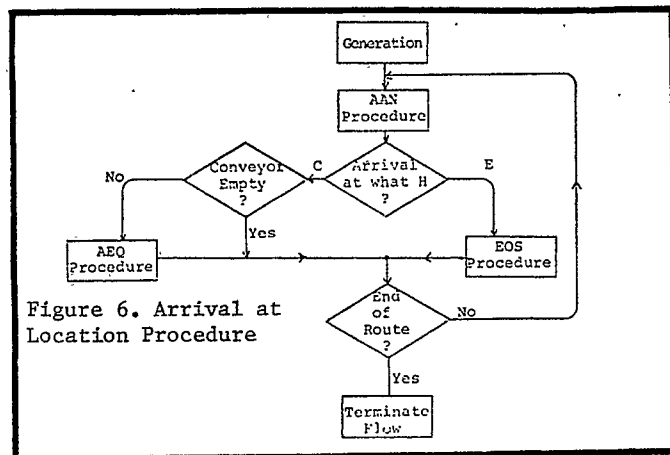 Generation
AAN
Procedure
Conveyor
Empty
?
C
Arrival
at what H
?
E
No
Yes
AEQ
Procedure
EOS
Procedure
Figure 6. Arrival at
Location Procedure
End
of
Route
?
No
Yes
Terminate
Flow